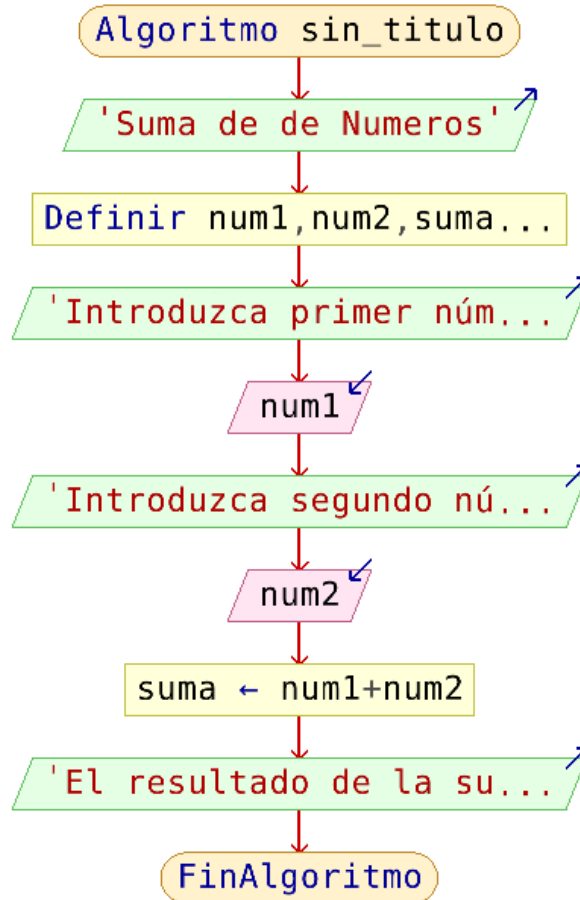 Algoritmo sin_titulo
'Suma de de Numeros'
Definir num1,num2,suma...
'Introduzca primer núm...
num1
'Introduzca segundo nú...
num2
suma ← num1+num2
'El resultado de la su...
FinAlgoritmo